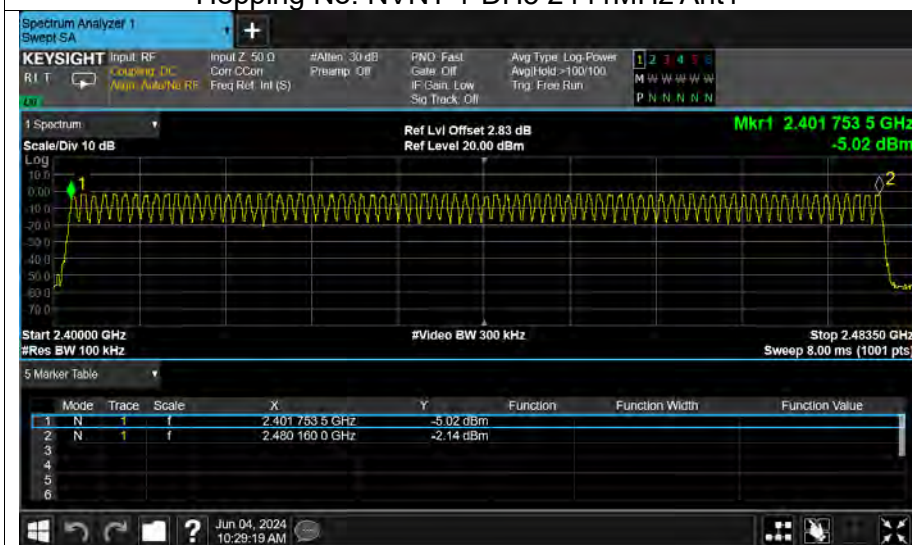 Spectrum Analyzer 1
Swept SA
+
KEYSIGHT Input: RF Input Z: 50 Ω #Atten: 30 dB PNO: Fast Avg Type: Log-Power 1 2 3 4 5 6
RLT Coupling: DC Corr CCorr Preamp: Off Gate: Off Avg|Hold:>100/100 M W W W W W
Align: Auto/No RF Freq Ref: Int (S) IF Gain: Low Trig: Free Run
Sig Track: Off P N N N N N
1 Spectrum
Ref Lvl Offset 2.83 dB Mkr1 2.401 753 5 GHz
Scale/Div 10 dB Ref Level 20.00 dBm -5.02 dBm
Log
10.0
0.00
-10.0
-20.0
-30.0
-40.0
-50.0
-60.0
-70.0
1
2
Start 2.40000 GHz #Video BW 300 kHz Stop 2.48350 GHz
#Res BW 100 kHz Sweep 8.00 ms (1001 pts)
5 Marker Table
Mode Trace Scale X Y Function Function Width Function Value
1 N 1 f 2.401 753 5 GHz -5.02 dBm
2 N 1 f 2.480 160 0 GHz -2.14 dBm
3
4
5
6
? Jun 04, 2024
10:29:19 AM